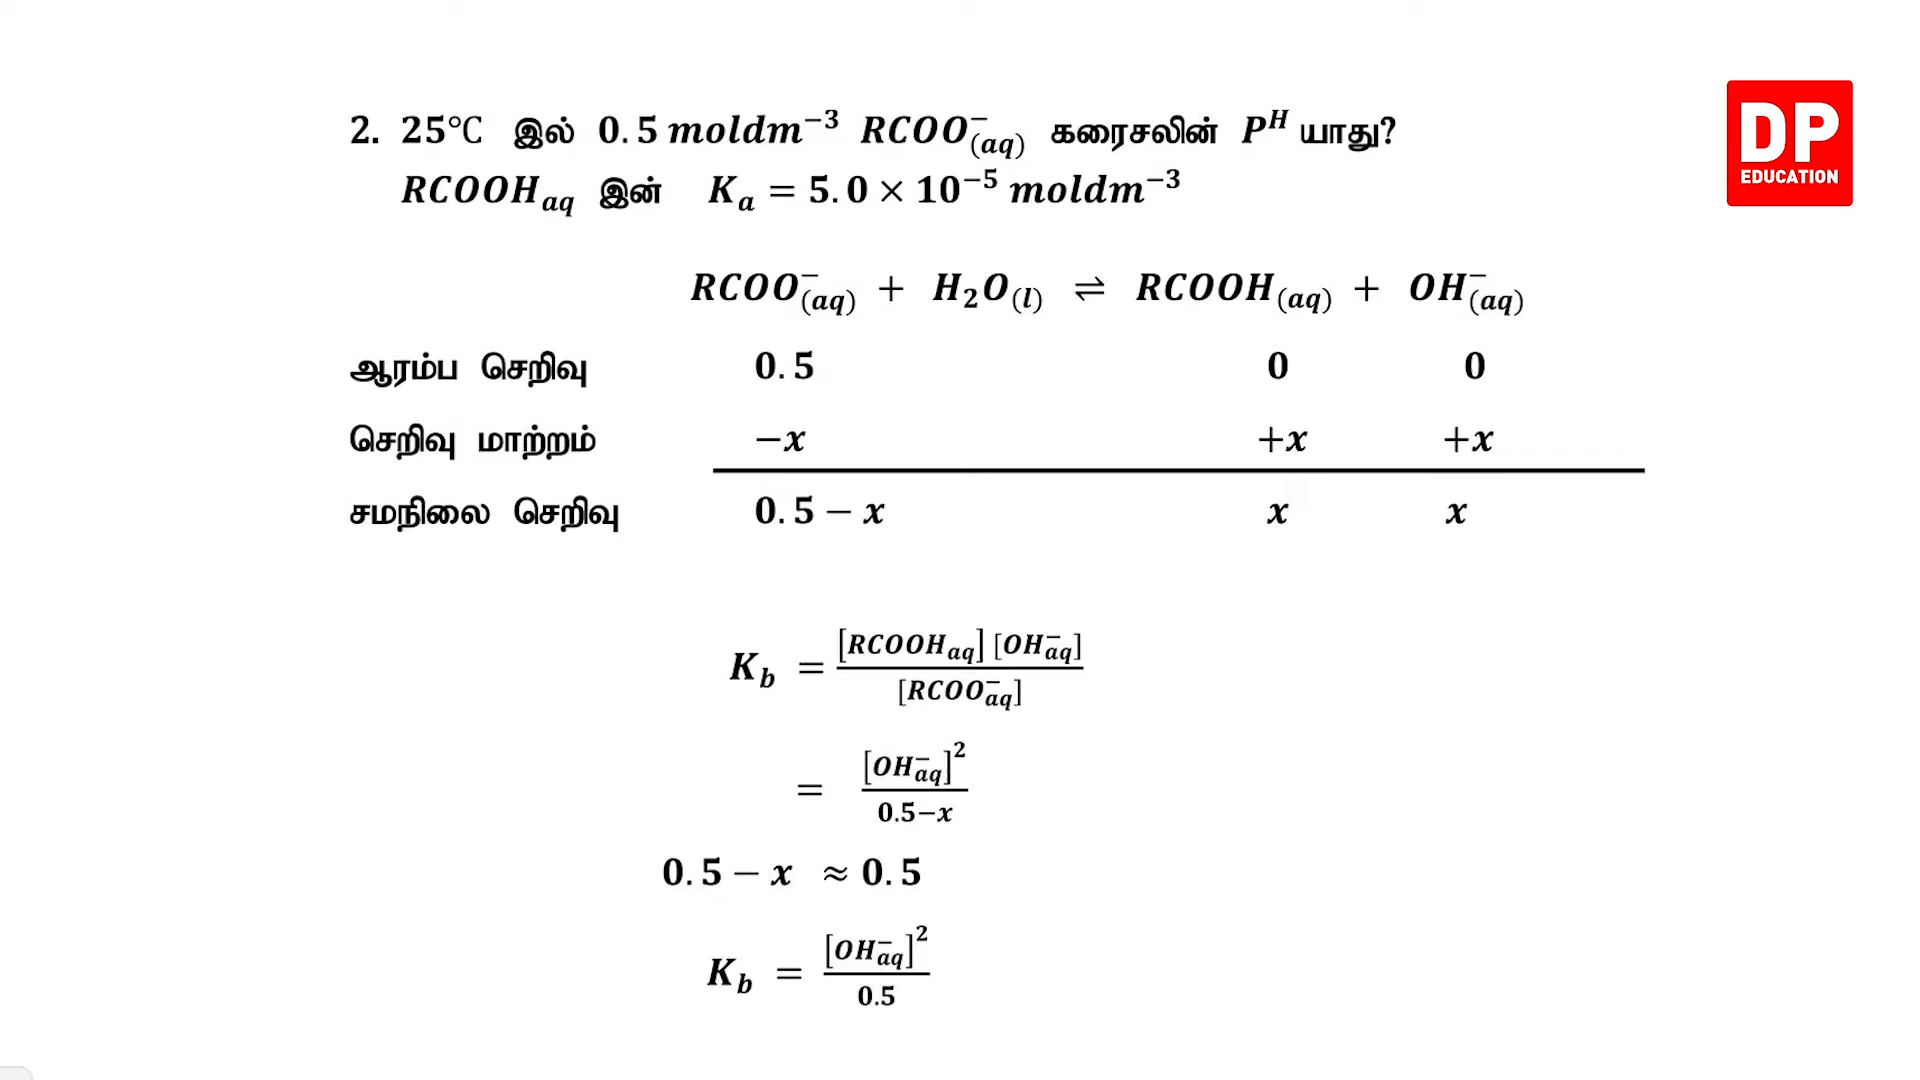 DP
EDUCATION
2. 25℃ இல் 0.5 moldm⁻³ RCOO⁻(aq) கரைசலின் Pᴴ யாது?
RCOOHaq இன் Ka = 5.0 × 10⁻⁵ moldm⁻³
RCOO⁻(aq) + H₂O(l) ⇌ RCOOH(aq) + OH⁻(aq)
ஆரம்ப செறிவு 0.5 0 0
செறிவு மாற்றம் −x +x +x
சமநிலை செறிவு 0.5 − x x x
Kb = [RCOOHaq] [OH⁻aq] / [RCOO⁻aq]
= [OH⁻aq]² / 0.5−x
0.5 − x ≈ 0.5
Kb = [OH⁻aq]² / 0.5